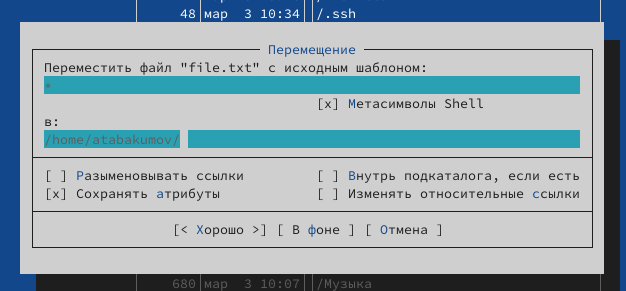 48 мар  3 10:34 /.ssh
Перемещение
Переместить файл "file.txt" с исходным шаблоном:
*
[x] Метасимволы Shell
в:
/home/atabakumov/
[ ] Разыменовывать ссылки [ ] Внутрь подкаталога, если есть
[x] Сохранять атрибуты [ ] Изменять относительные ссылки
[< Хорошо >] [ В фоне ] [ Отмена ]
680 мар  3 10:07 /Музыка